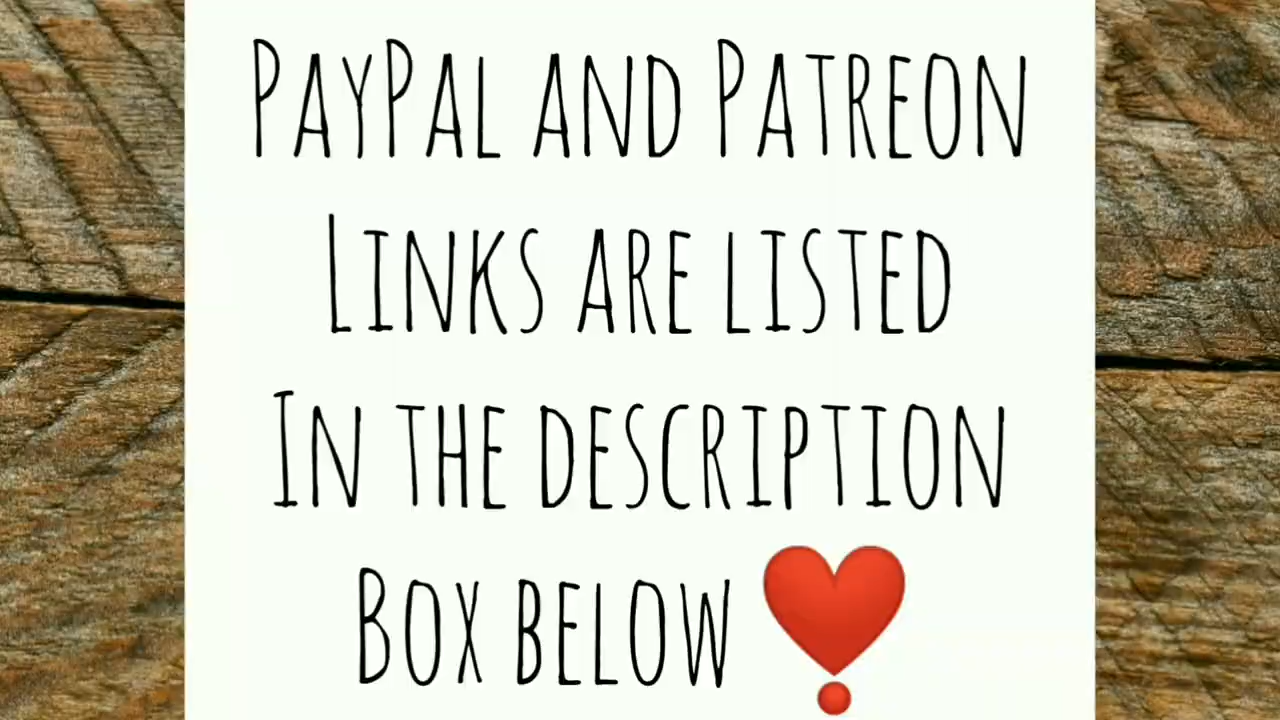 PayPal and Patreon
Links are listed
In the description
Box below ❣️